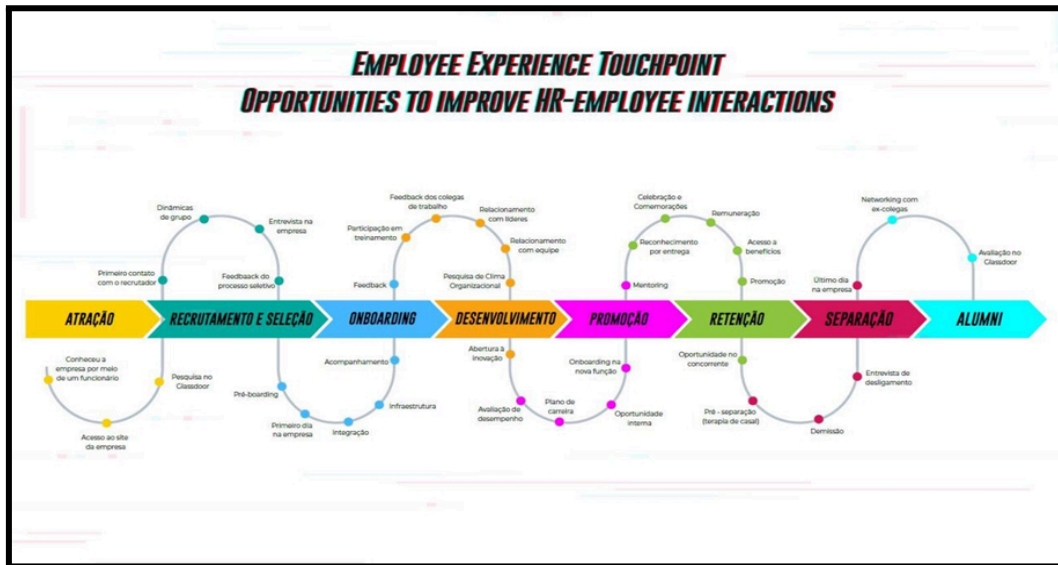 EMPLOYEE EXPERIENCE TOUCHPOINT
OPPORTUNITIES TO IMPROVE HR-EMPLOYEE INTERACTIONS
Dinâmicas
de grupo
Entrevista na
empresa
Primeiro contato
com o recrutador
Feedbaack do
processo seletivo
Feedback dos colegas
de trabalho
Relacionamento
com líderes
Participação em
treinamento
Relacionamento
com equipe
Feedback
Pesquisa de Clima
Organizacional
Celebração e
Comemorações
Remuneração
Reconhecimento
por entrega
Acesso a
benefícios
Mentoring
Promoção
Networking com
ex-colegas
Avaliação no
Glassdoor
Último dia
na empresa
ATRAÇÃO
RECRUTAMENTO E SELEÇÃO
ONBOARDING
DESENVOLVIMENTO
PROMOÇÃO
RETENÇÃO
SEPARAÇÃO
ALUMNI
Conheceu a
empresa por meio
de um funcionário
Pesquisa no
Glassdoor
Acesso ao site
da empresa
Pré-boarding
Primeiro dia
na empresa
Integração
Infraestrutura
Acompanhamento
Abertura à
inovação
Avaliação de
desempenho
Plano de
carreira
Onboarding na
nova função
Oportunidade
interna
Oportunidade no
concorrente
Pré - separação
(terapia de casal)
Demissão
Entrevista de
desligamento